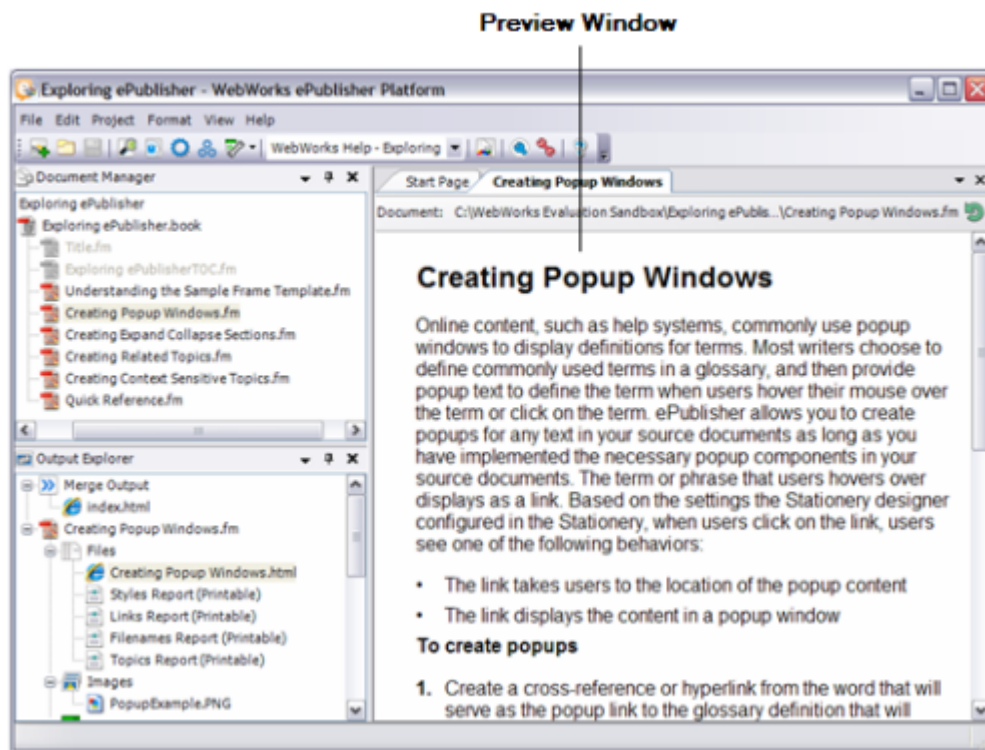 Preview Window
Exploring ePublisher - WebWorks ePublisher Platform
File Edit Project Format View Help
WebWorks Help - Exploring
Document Manager
Exploring ePublisher
Exploring ePublisher.book
Title.fm
Exploring ePublisherTOC.fm
Understanding the Sample Frame Template.fm
Creating Popup Windows.fm
Creating Expand Collapse Sections.fm
Creating Related Topics.fm
Creating Context Sensitive Topics.fm
Quick Reference.fm
Output Explorer
Merge Output
index.html
Creating Popup Windows.fm
Files
Creating Popup Windows.html
Styles Report (Printable)
Links Report (Printable)
Filenames Report (Printable)
Topics Report (Printable)
Images
PopupExample.PNG
Start Page Creating Popup Windows
Document: C:\WebWorks Evaluation Sandbox\Exploring ePublis...\Creating Popup Windows.fm
Creating Popup Windows
Online content, such as help systems, commonly use popup
windows to display definitions for terms. Most writers choose to
define commonly used terms in a glossary, and then provide
popup text to define the term when users hover their mouse over
the term or click on the term. ePublisher allows you to create
popups for any text in your source documents as long as you
have implemented the necessary popup components in your
source documents. The term or phrase that users hovers over
displays as a link. Based on the settings the Stationery designer
configured in the Stationery, when users click on the link, users
see one of the following behaviors:
• The link takes users to the location of the popup content
• The link displays the content in a popup window
To create popups
1. Create a cross-reference or hyperlink from the word that will
serve as the popup link to the glossary definition that will